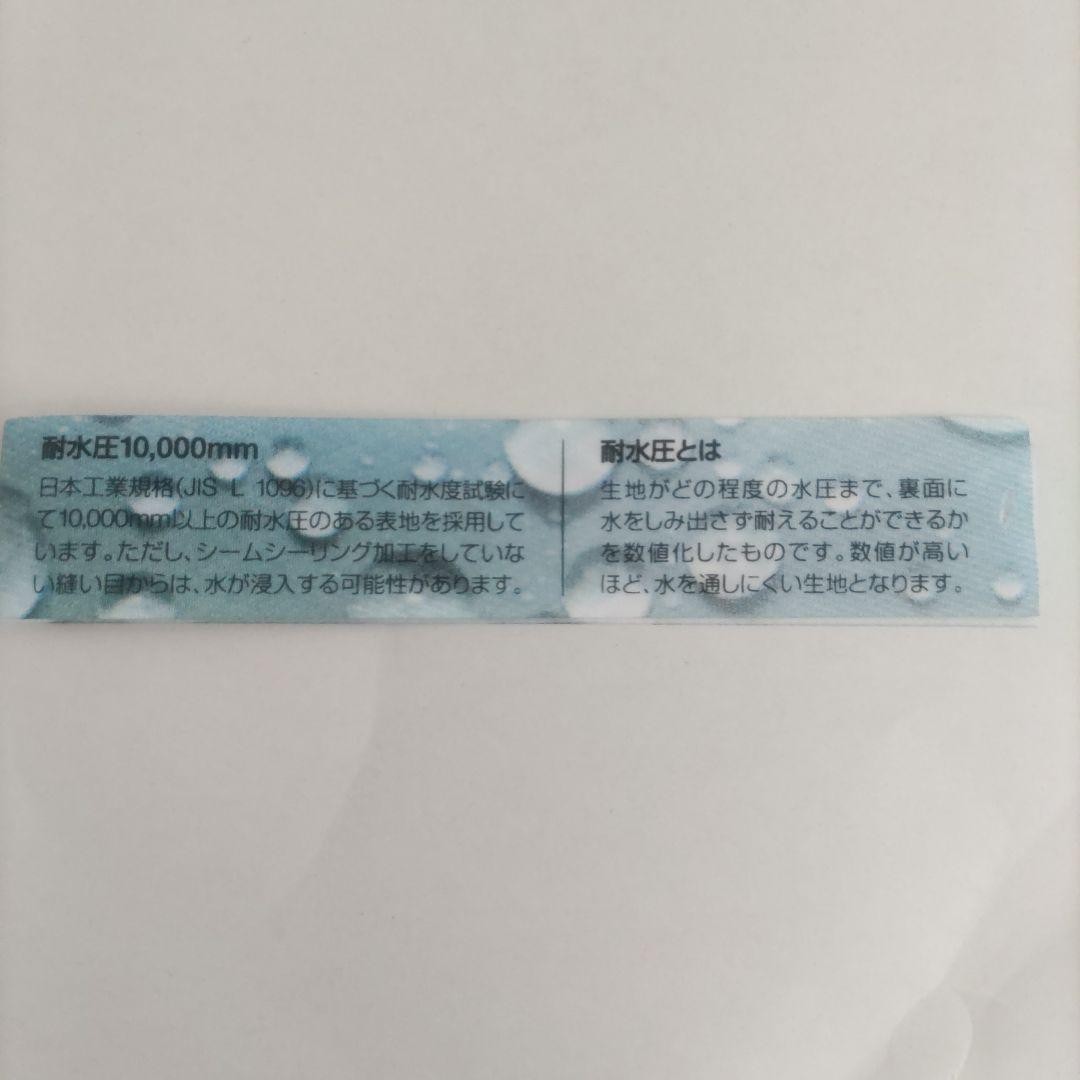 耐水圧10,000mm
日本工業規格(JIS L 1096)に基づく耐水度試験に
て10,000mm以上の耐水圧のある表地を採用して
います。ただし、シームシーリング加工をしていな
い縫い目からは、水が浸入する可能性があります。
耐水圧とは
生地がどの程度の水圧まで、裏面に
水をしみ出さず耐えることができるか
を数値化したものです。数値が高い
ほど、水を通しにくい生地となります。